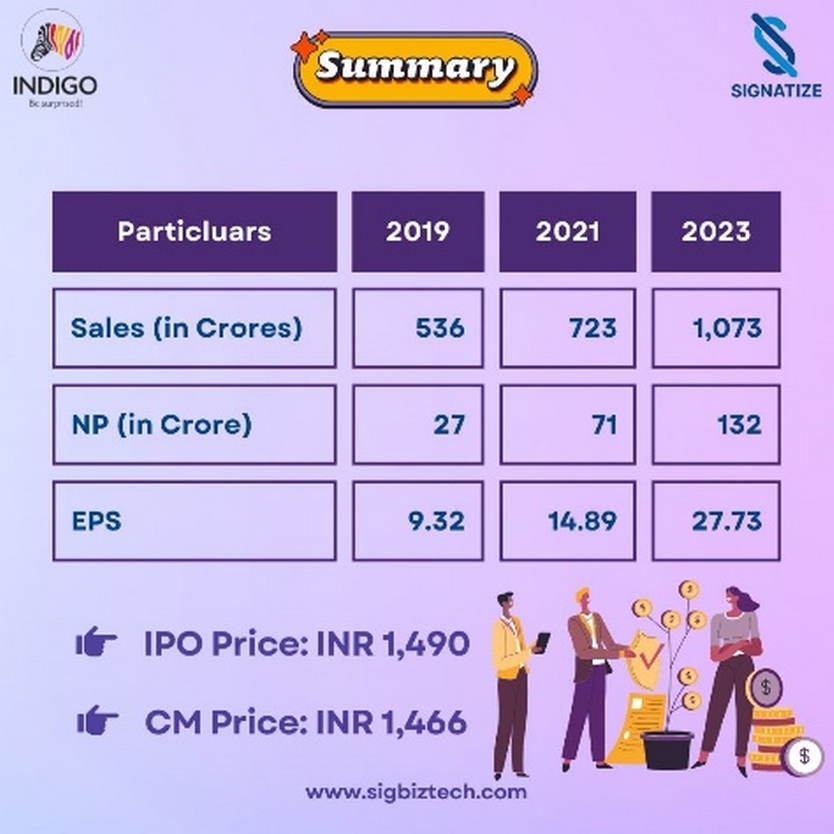 INDIGO
Be surprised!
Summary
SIGNATIZE
Particluars 2019 2021 2023
Sales (in Crores) 536 723 1,073
NP (in Crore) 27 71 132
EPS 9.32 14.89 27.73
IPO Price: INR 1,490
CM Price: INR 1,466
$
$
www.sigbiztech.com